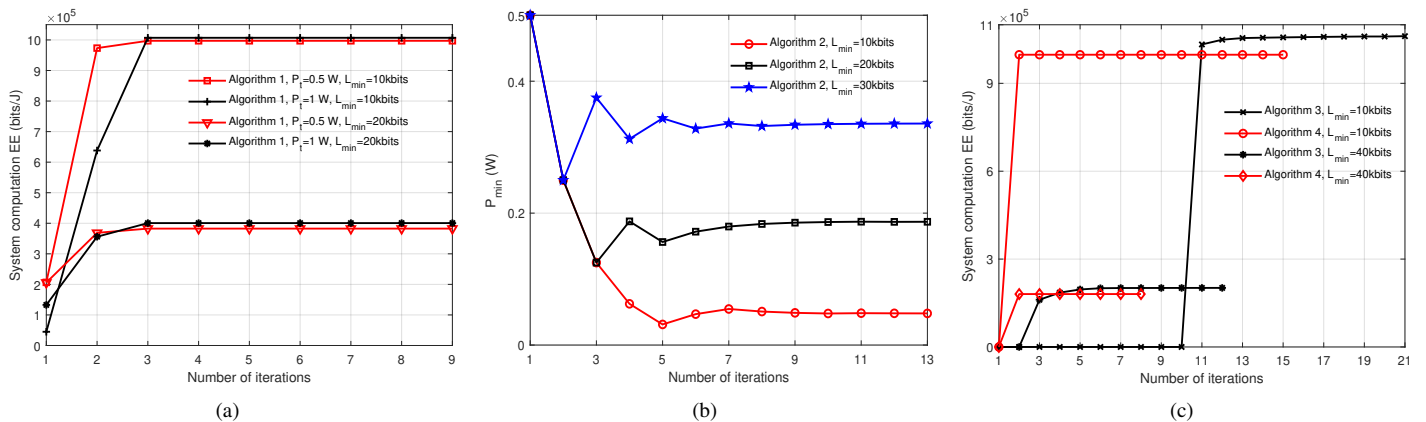 ×10⁵
10
9
8
7
6
5
4
3
2
1
0
1 2 3 4 5 6 7 8 9
System computation EE (bits/J)
Number of iterations
Algorithm 1, P_t=0.5 W, L_min=10kbits
Algorithm 1, P_t=1 W, L_min=10kbits
Algorithm 1, P_t=0.5 W, L_min=20kbits
Algorithm 1, P_t=1 W, L_min=20kbits
(a)
0.5
0.4
0.2
0
1 3 5 7 9 11 13
P_min (W)
Number of iterations
Algorithm 2, L_min=10kbits
Algorithm 2, L_min=20kbits
Algorithm 2, L_min=30kbits
(b)
11 ×10⁵
9
6
3
0
1 3 5 7 9 11 13 15 17 19 21
System computation EE (bits/J)
Number of iterations
Algorithm 3, L_min=10kbits
Algorithm 4, L_min=10kbits
Algorithm 3, L_min=40kbits
Algorithm 4, L_min=40kbits
(c)